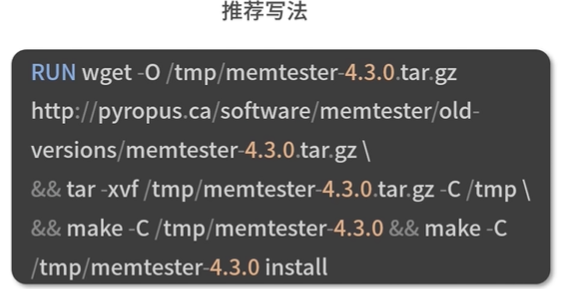 推荐写法
RUN wget -O /tmp/memtester-4.3.0.tar.gz
http://pyropus.ca/software/memtester/old-
versions/memtester-4.3.0.tar.gz \
&& tar -xvf /tmp/memtester-4.3.0.tar.gz -C /tmp \
&& make -C /tmp/memtester-4.3.0 && make -C
/tmp/memtester-4.3.0 install